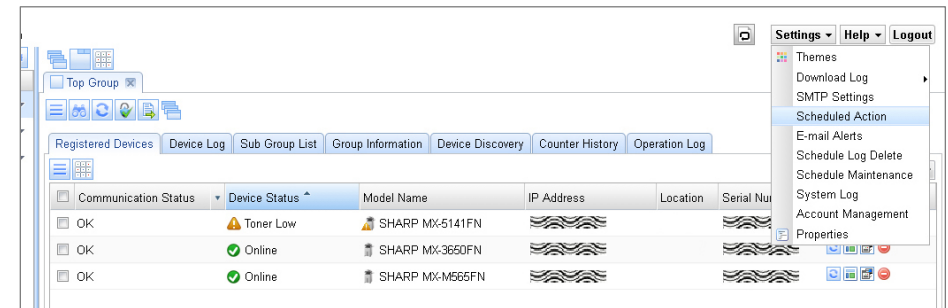 Settings Help Logout
Themes
Top Group
Download Log
SMTP Settings
Scheduled Action
E-mail Alerts
Registered Devices Device Log Sub Group List Group Information Device Discovery Counter History Operation Log
Schedule Log Delete
Schedule Maintenance
System Log
Account Management
Properties
Communication Status Device Status Model Name IP Address Location Serial
OK Toner Low SHARP MX-5141FN
OK Online SHARP MX-3650FN
OK Online SHARP MX-M565FN